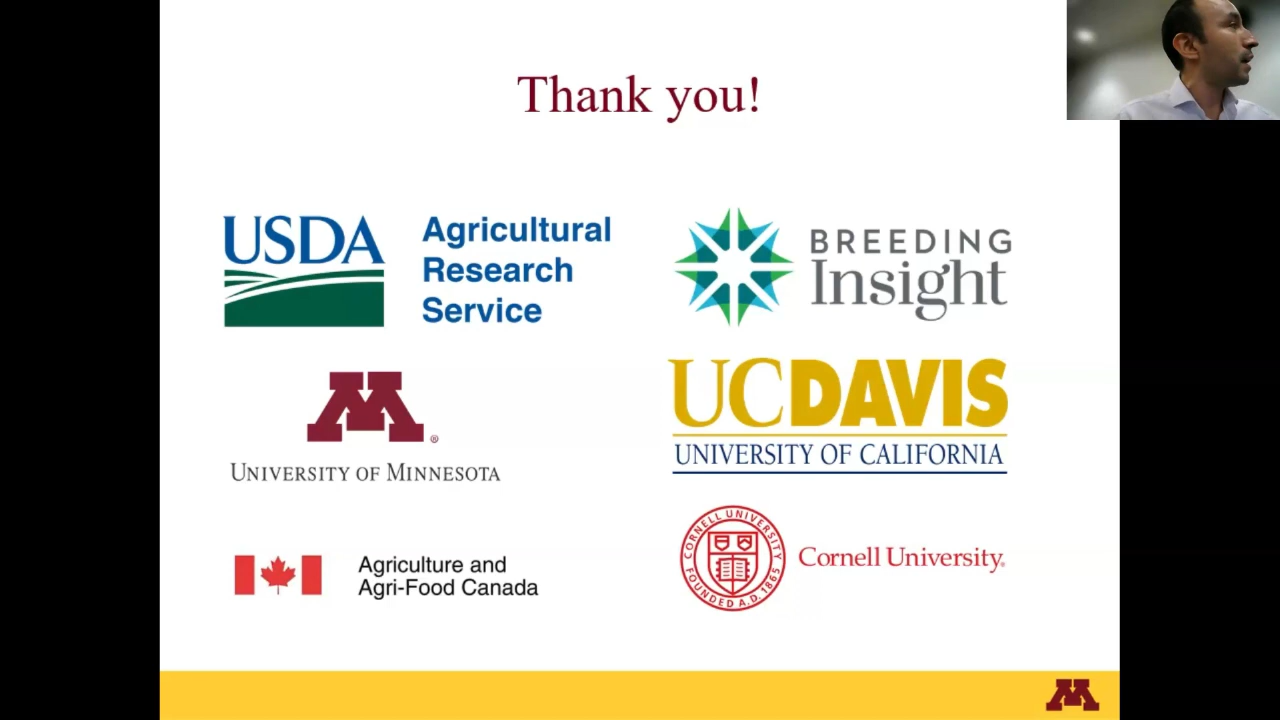 Thank you!
USDA
Agricultural
Research
Service
BREEDING
Insight
M
®
UNIVERSITY OF MINNESOTA
UCDAVIS
UNIVERSITY OF CALIFORNIA
Agriculture and
Agri-Food Canada
CORNELL UNIVERSITY
FOUNDED A.D. 1865
Cornell University
M